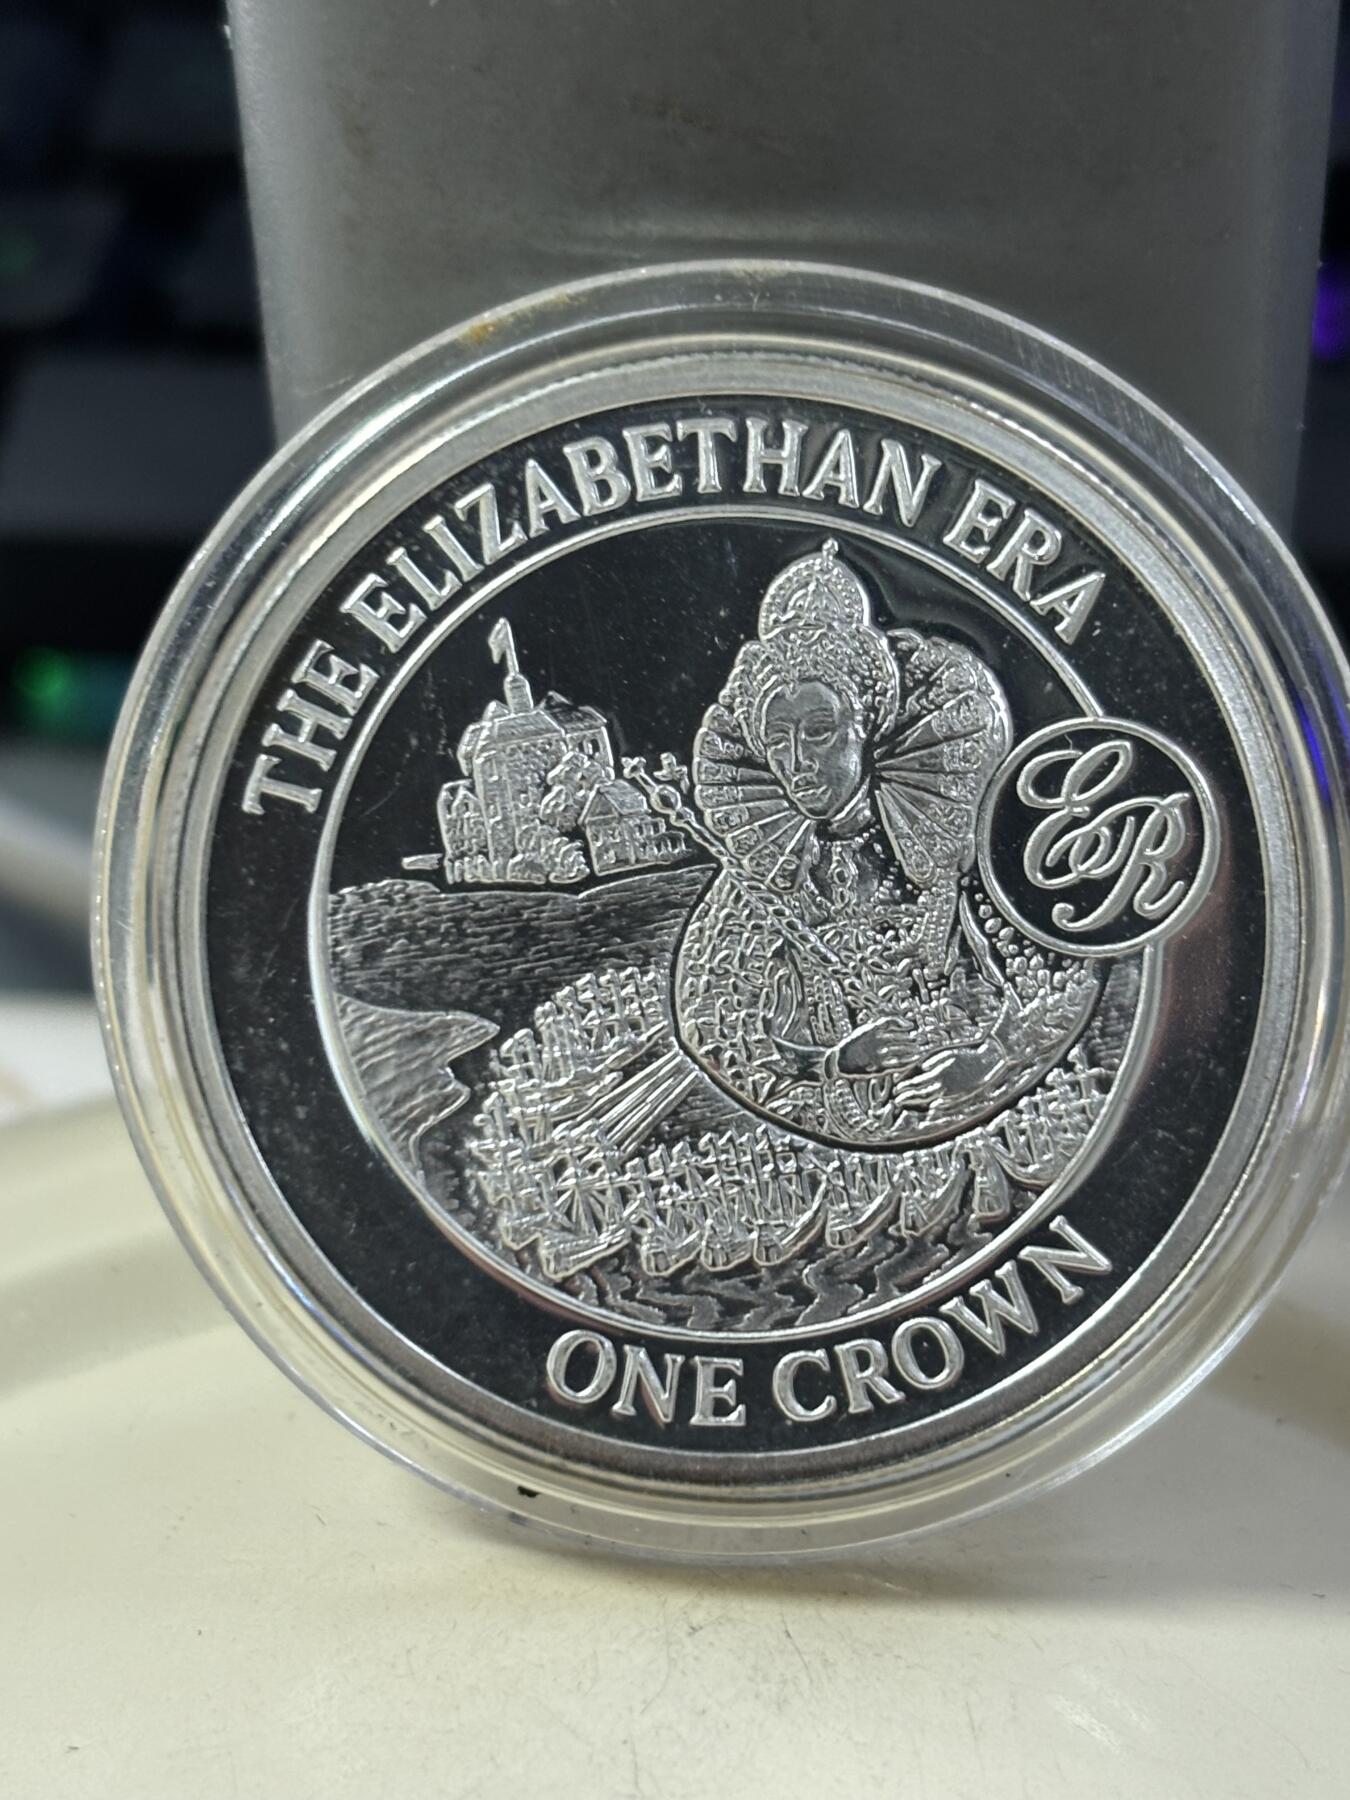 THE ELIZABETHAN ERA
ER
ONE CROWN